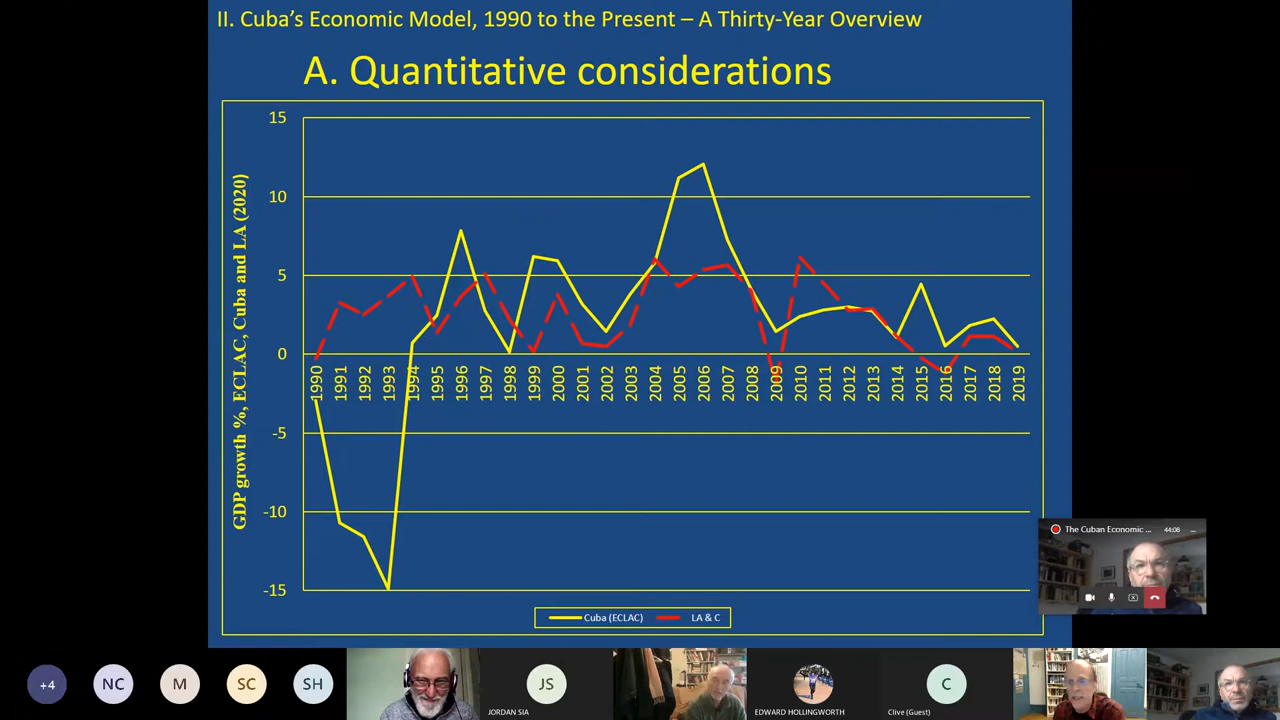 II. Cuba's Economic Model, 1990 to the Present – A Thirty-Year Overview
A. Quantitative considerations
GDP growth %, ECLAC, Cuba and LA (2020)
15
10
5
0
-5
-10
-15
1990 1991 1992 1993 1994 1995 1996 1997 1998 1999 2000 2001 2002 2003 2004 2005 2006 2007 2008 2009 2010 2011 2012 2013 2014 2015 2016 2017 2018 2019
Cuba (ECLAC) LA & C
The Cuban Economic ... 44:06 ...
+4 NC M SC SH JS C
JORDAN SIA EDWARD HOLLINGWORTH Clive (Guest)